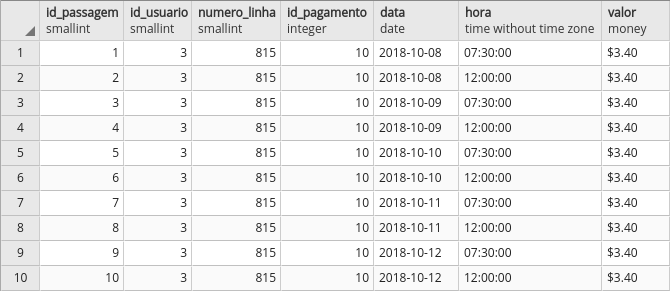 id_passagem id_usuario numero_linha id_pagamento data hora valor
smallint smallint smallint integer date time without time zone money
1 1 3 815 10 2018-10-08 07:30:00 $3.40
2 2 3 815 10 2018-10-08 12:00:00 $3.40
3 3 3 815 10 2018-10-09 07:30:00 $3.40
4 4 3 815 10 2018-10-09 12:00:00 $3.40
5 5 3 815 10 2018-10-10 07:30:00 $3.40
6 6 3 815 10 2018-10-10 12:00:00 $3.40
7 7 3 815 10 2018-10-11 07:30:00 $3.40
8 8 3 815 10 2018-10-11 12:00:00 $3.40
9 9 3 815 10 2018-10-12 07:30:00 $3.40
10 10 3 815 10 2018-10-12 12:00:00 $3.40